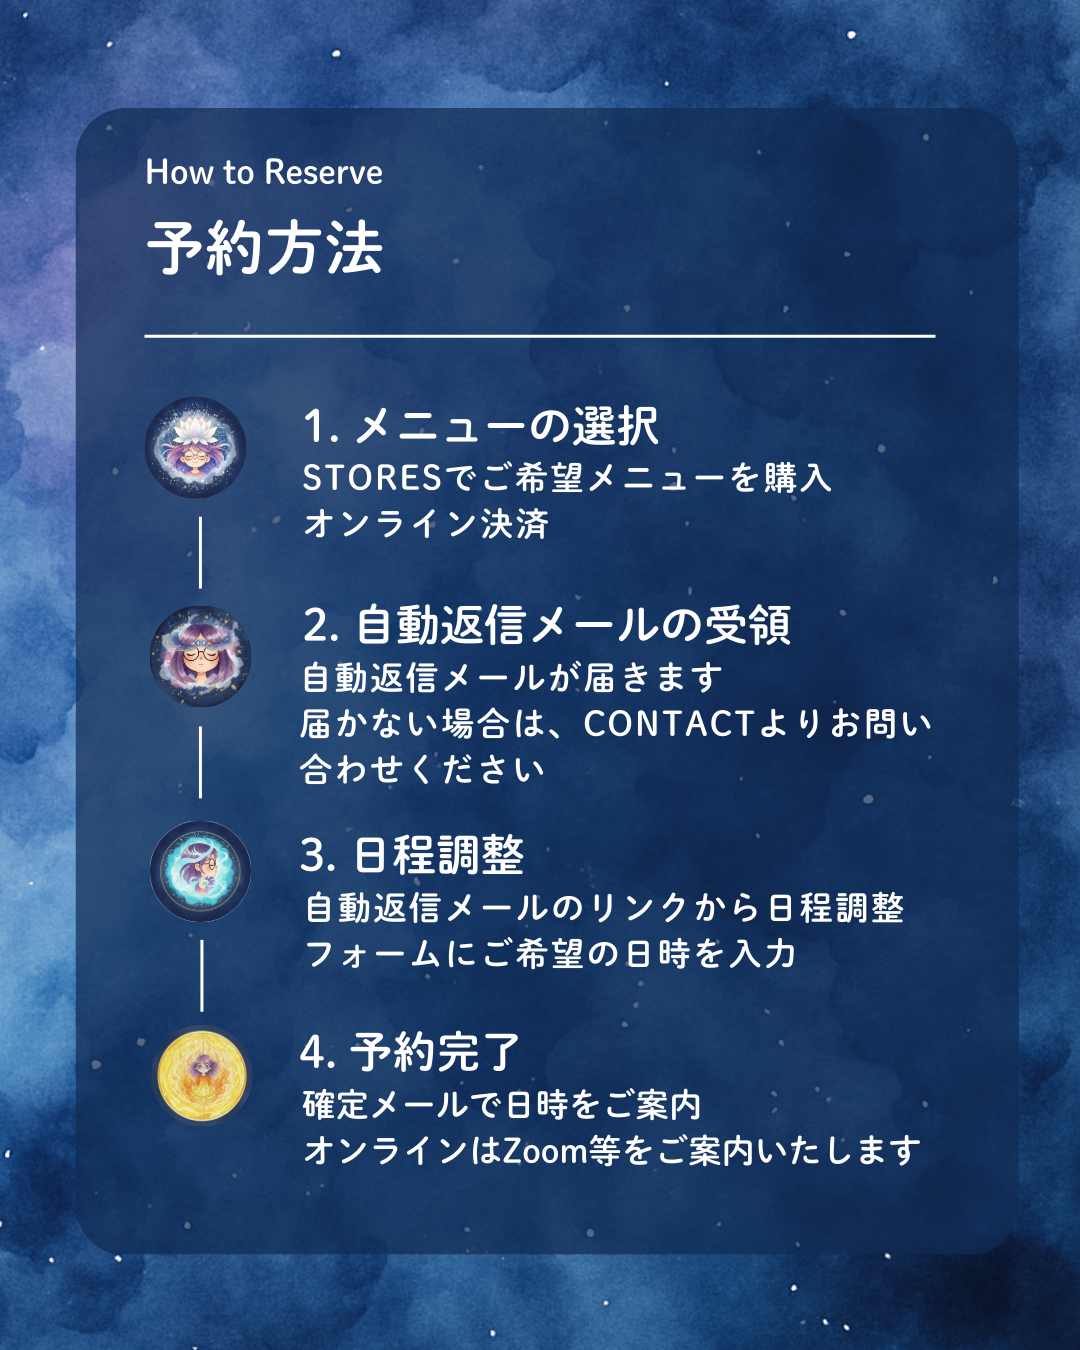 How to Reserve
予約方法
1. メニューの選択
STORESでご希望メニューを購入
オンライン決済
2. 自動返信メールの受領
自動返信メールが届きます
届かない場合は、CONTACTよりお問い
合わせください
3. 日程調整
自動返信メールのリンクから日程調整
フォームにご希望の日時を入力
4. 予約完了
確定メールで日時をご案内
オンラインはZoom等をご案内いたします